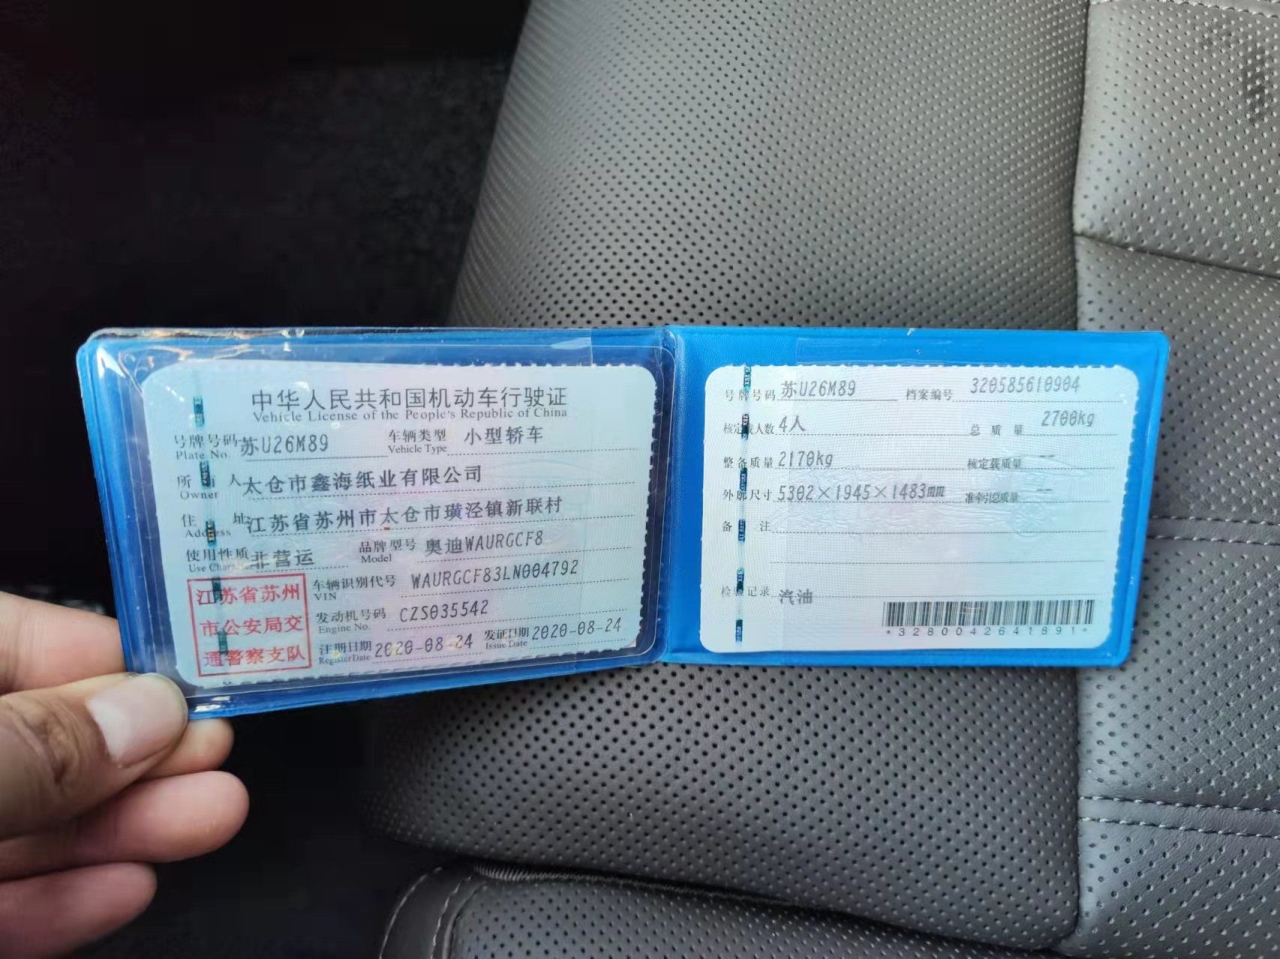 中华人民共和国机动车行驶证
Vehicle License of the People's Republic of China
号牌号码 苏U26M89 车辆类型 小型轿车
Plate No. Vehicle Type
所有人 太仓市鑫海纸业有限公司
Owner
住址 江苏省苏州市太仓市璜泾镇新联村
Address
使用性质 非营运 品牌型号 奥迪WAURGCF8
Use Character Model
江苏省苏州
市公安局交
通警察支队
车辆识别代号 WAURGCF83LN004792
VIN
发动机号码 CZS035542
Engine No.
注册日期 2020-08-24 发证日期 2020-08-24
Register Date Issue Date
号牌号码 苏U26M89 档案编号 320585610904
核定载人数 4人 总质量 2700kg
整备质量 2170kg 核定载质量 --
外廓尺寸 5302×1945×1483mm 准牵引总质量 --
备注
检验记录 汽油
*3280042641891*